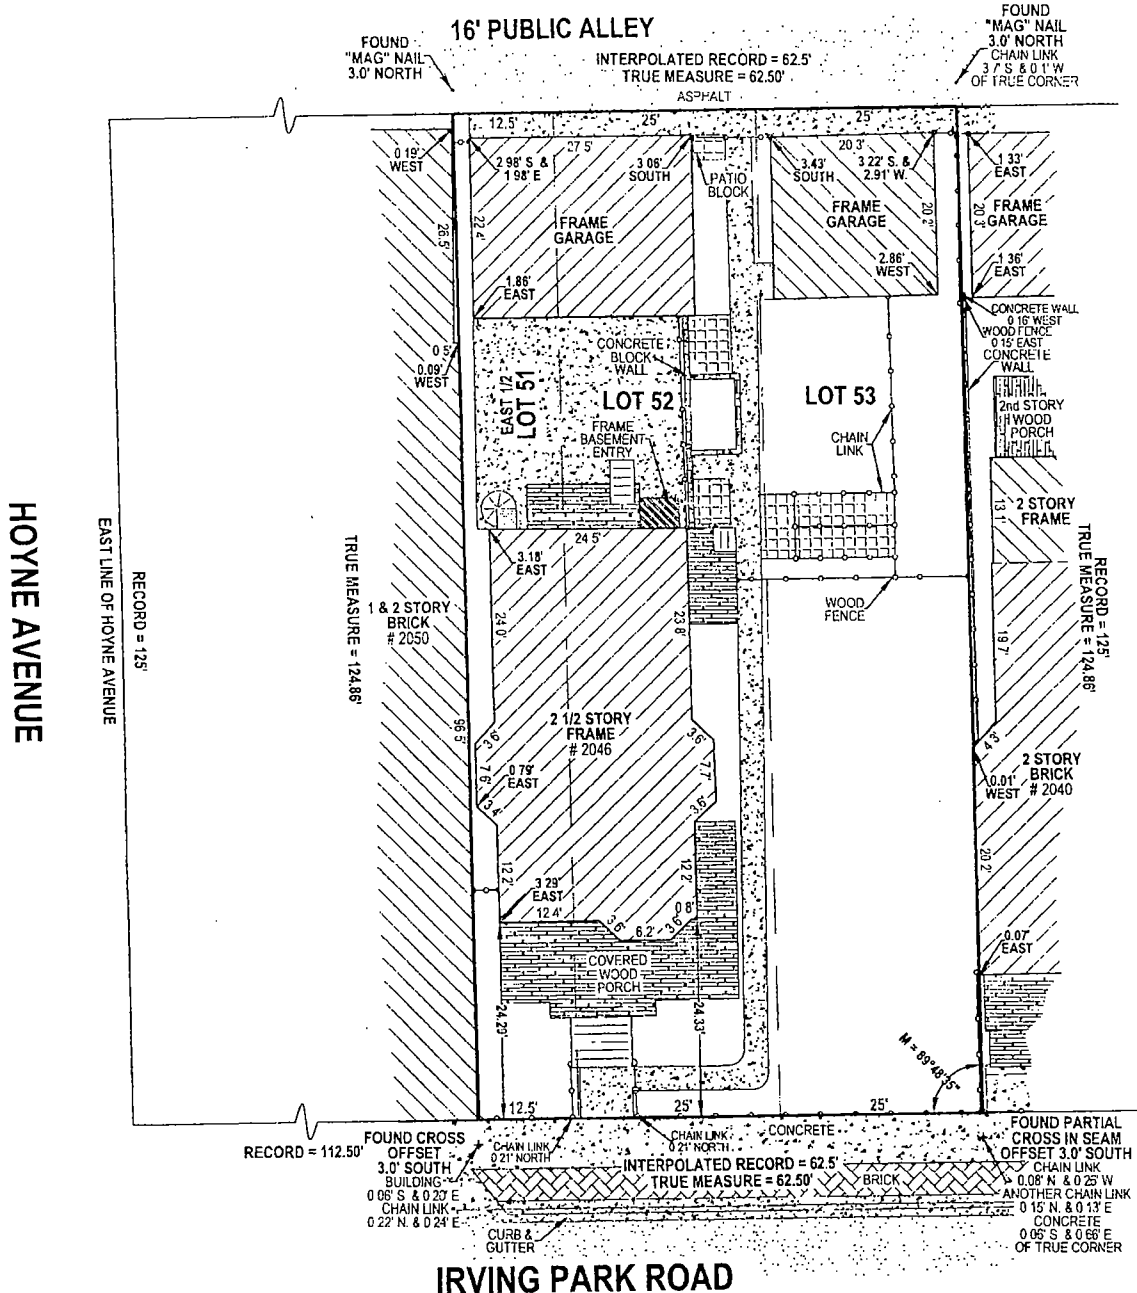 16' PUBLIC ALLEY
FOUND
"MAG" NAIL
3.0' NORTH
INTERPOLATED RECORD = 62.5'
TRUE MEASURE = 62.50'
ASPHALT
FOUND
"MAG" NAIL
3.0' NORTH
CHAIN LINK
OF TRUE CORNER
12.5'
25'
25'
0 19'
WEST
2 98' S &
1 98' E
27 5'
3 06'
SOUTH
PATIO
BLOCK
3.43'
SOUTH
20 3'
3.22' S. &
2.91' W.
1 33'
EAST
FRAME
GARAGE
22 4'
26.5'
FRAME
GARAGE
20 2'
FRAME
GARAGE
20 3'
1.86'
EAST
2.86'
WEST
1 36'
EAST
CONCRETE WALL
0 16' WEST
WOOD FENCE
0 15' EAST
CONCRETE
WALL
0 5'
0.09'
WEST
CONCRETE
BLOCK
WALL
EAST 1/2
LOT 51
LOT 52
LOT 53
2nd STORY
WOOD
PORCH
FRAME
BASEMENT
ENTRY
CHAIN
LINK
24 5'
3.18'
EAST
13.1'
2 STORY
FRAME
HOYNE AVENUE
EAST LINE OF HOYNE AVENUE
RECORD = 125'
TRUE MEASURE = 124.86'
1 & 2 STORY
BRICK
# 2050
24 0'
23 8'
WOOD
FENCE
19.7'
RECORD = 125'
TRUE MEASURE = 124.86'
96 5'
3 6'
7 6'
0 79'
EAST
3 4'
2 1/2 STORY
FRAME
# 2046
3.6'
7.7'
3.6'
4 3'
0.01'
WEST
2 STORY
BRICK
# 2040
12 2'
3 29'
EAST
12 4'
12 2'
0 8'
3 6'
6.2'
3 6'
20 2'
0.07'
EAST
COVERED
WOOD
PORCH
24.29'
24.33'
M = 89°48'35"
12.5'
25'
25'
CONCRETE
RECORD = 112.50'
FOUND CROSS
OFFSET
3.0' SOUTH
BUILDING
0 06' S & 0 20' E
CHAIN LINK
0 22' N. & 0 24' E
CHAIN LINK
0 21' NORTH
CHAIN LINK
0 21' NORTH
INTERPOLATED RECORD = 62.5'
TRUE MEASURE = 62.50'
BRICK
FOUND PARTIAL
CROSS IN SEAM
OFFSET 3.0' SOUTH
CHAIN LINK
0.08' N & 0 25' W
ANOTHER CHAIN LINK
0 15' N. & 0 13' E
CONCRETE
0 06' S & 0 66' E
OF TRUE CORNER
CURB &
GUTTER
IRVING PARK ROAD